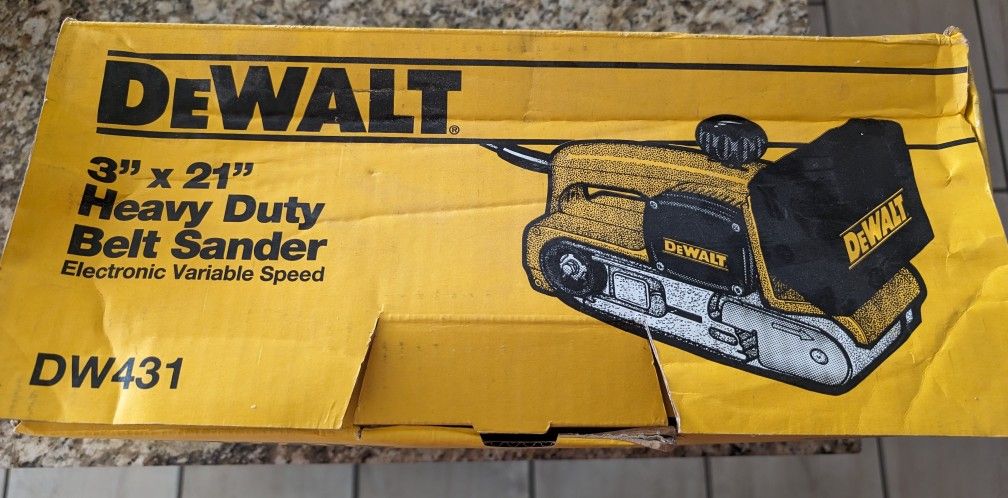 DEWALT®
3” x 21”
Heavy Duty
Belt Sander
Electronic Variable Speed
DW431
DEWALT
DEWALT